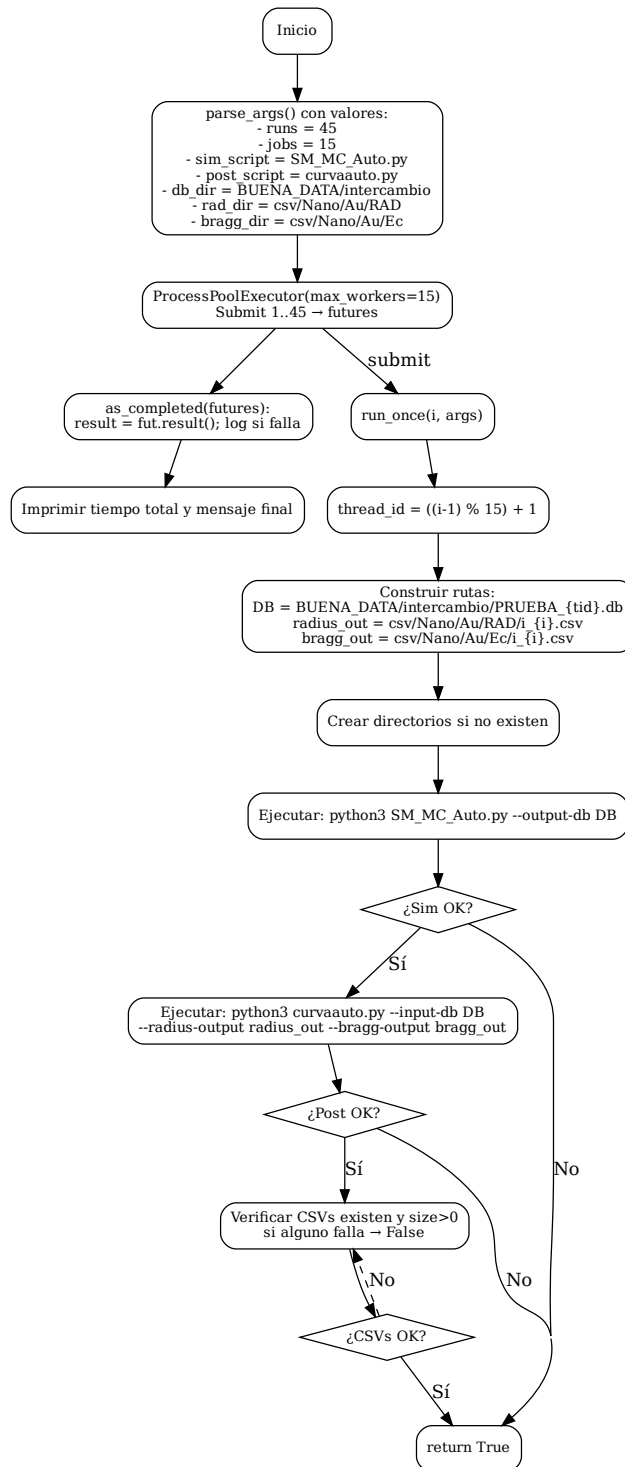 Inicio
parse_args() con valores:
- runs = 45
- jobs = 15
- sim_script = SM_MC_Auto.py
- post_script = curvaauto.py
- db_dir = BUENA_DATA/intercambio
- rad_dir = csv/Nano/Au/RAD
- bragg_dir = csv/Nano/Au/Ec
ProcessPoolExecutor(max_workers=15)
Submit 1..45 → futures
submit
as_completed(futures):
result = fut.result(); log si falla
run_once(i, args)
Imprimir tiempo total y mensaje final
thread_id = ((i-1) % 15) + 1
Construir rutas:
DB = BUENA_DATA/intercambio/PRUEBA_{tid}.db
radius_out = csv/Nano/Au/RAD/i_{i}.csv
bragg_out = csv/Nano/Au/Ec/i_{i}.csv
Crear directorios si no existen
Ejecutar: python3 SM_MC_Auto.py --output-db DB
¿Sim OK?
Sí
Ejecutar: python3 curvaauto.py --input-db DB
--radius-output radius_out --bragg-output bragg_out
¿Post OK?
Sí
No
Verificar CSVs existen y size>0
si alguno falla → False
No
No
¿CSVs OK?
Sí
return True